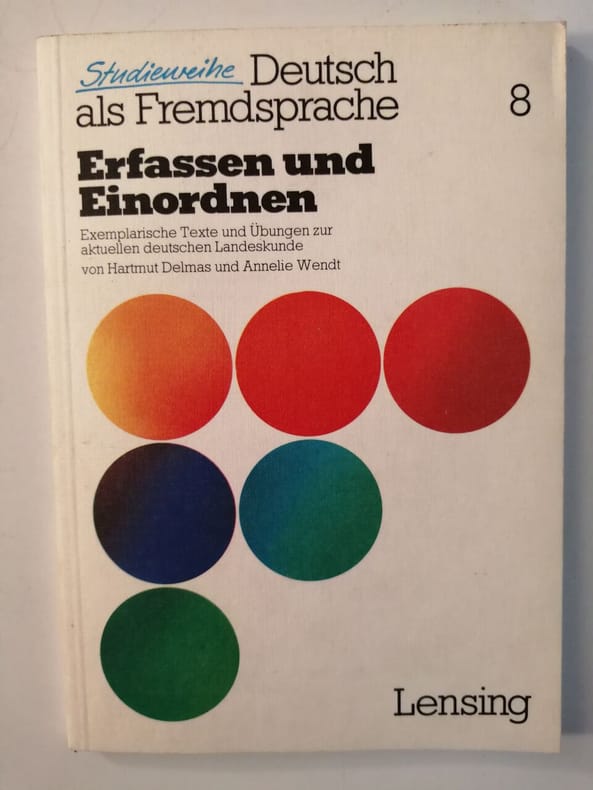 Studienreihe Deutsch
als Fremdsprache
8
Erfassen und
Einordnen
Exemplarische Texte und Übungen zur
aktuellen deutschen Landeskunde
von Hartmut Delmas und Annelie Wendt
Lensing